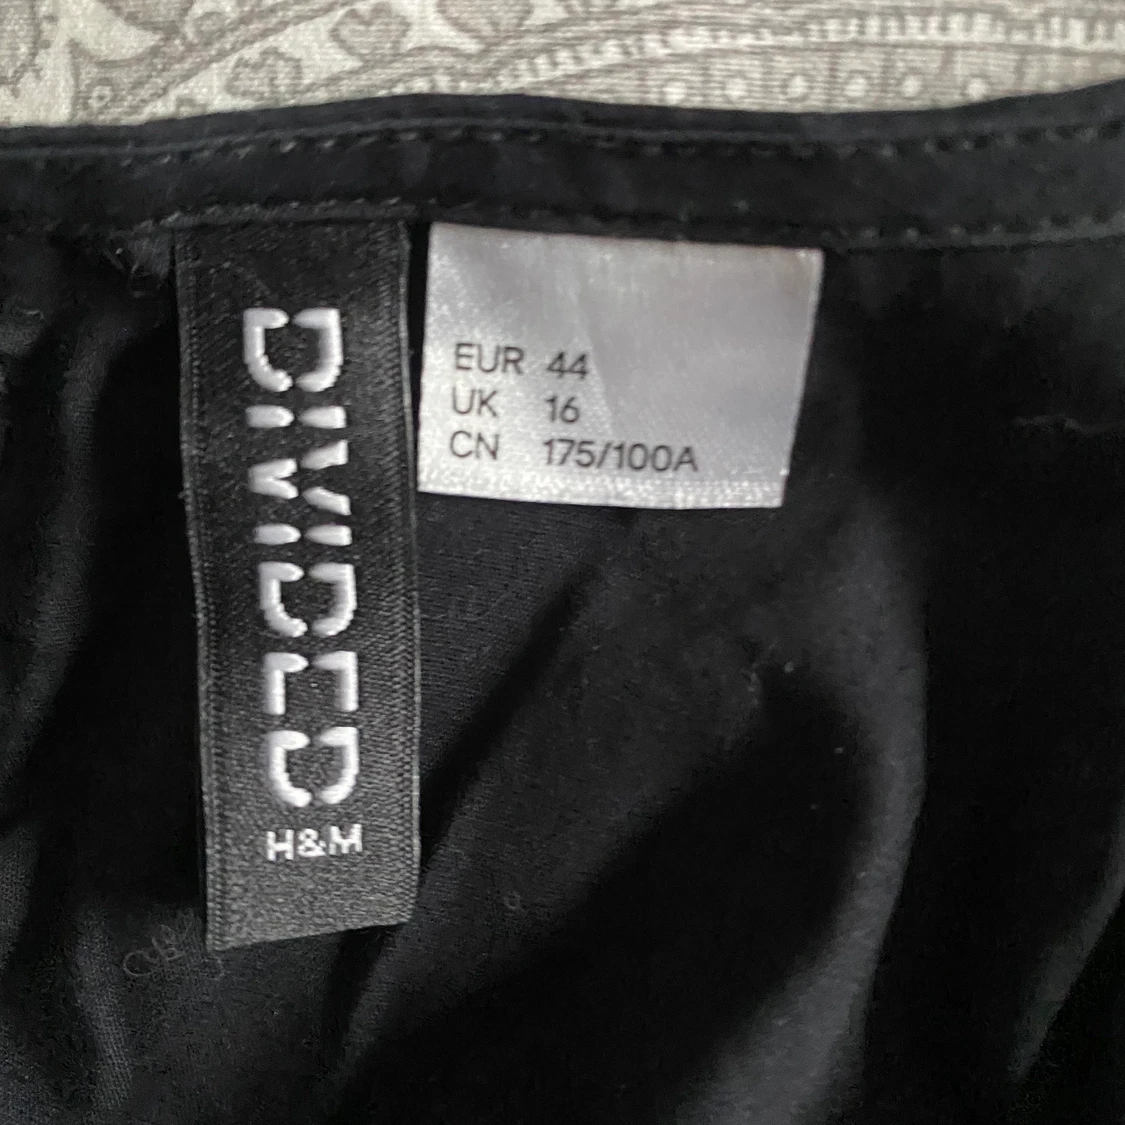 DIVIDED
H&M
EUR 44
UK 16
CN 175/100A